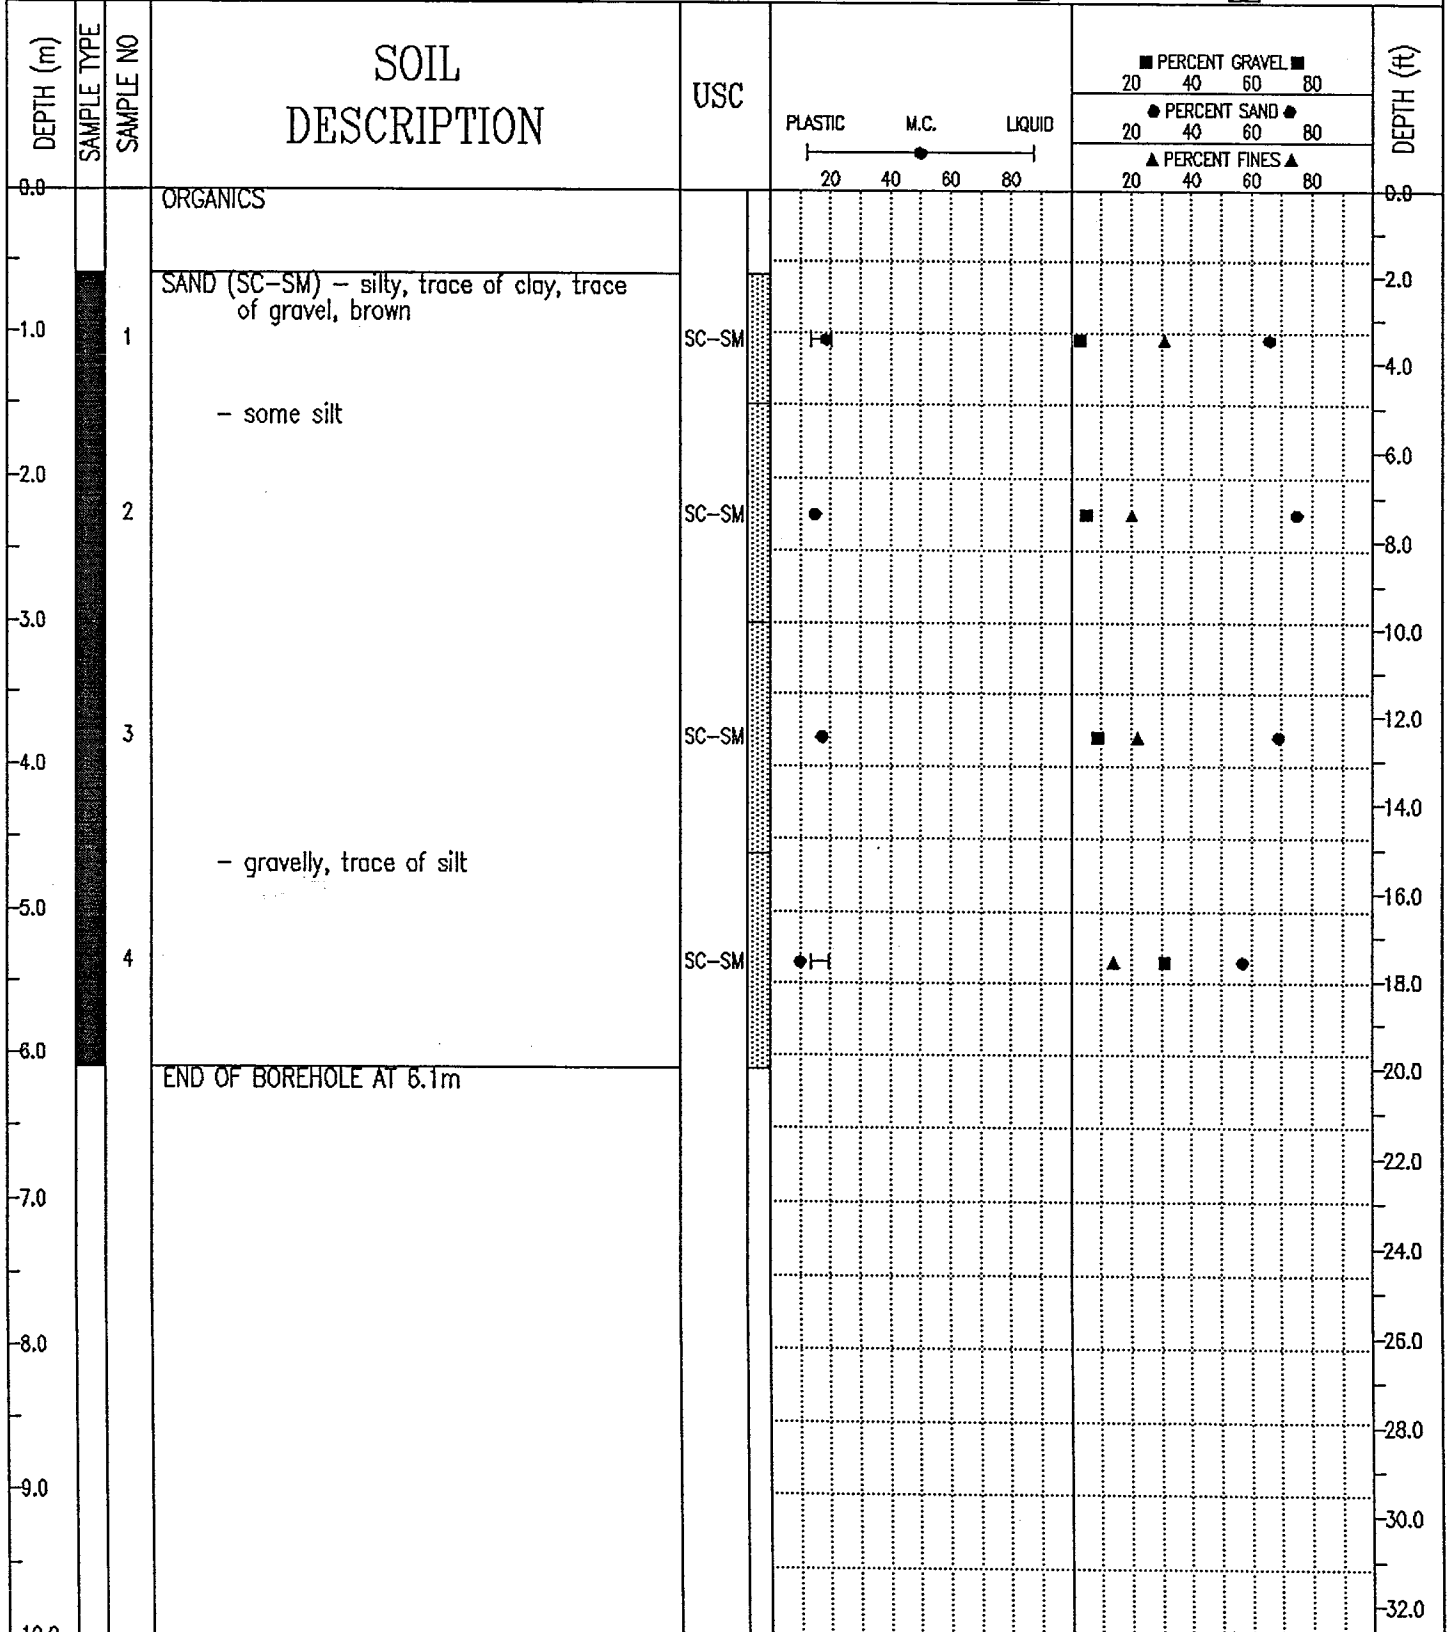 DEPTH (m)
SAMPLE TYPE
SAMPLE NO
SOIL
DESCRIPTION
USC
PLASTIC M.C. LIQUID
20 40 60 80
■ PERCENT GRAVEL ■
20 40 60 80
● PERCENT SAND ●
20 40 60 80
▲ PERCENT FINES ▲
20 40 60 80
DEPTH (ft)
0.0
ORGANICS
0.0
SAND (SC-SM) - silty, trace of clay, trace
of gravel, brown
2.0
1.0
1
SC-SM
4.0
- some silt
6.0
2.0
2
SC-SM
8.0
3.0
10.0
12.0
3
SC-SM
4.0
14.0
- gravelly, trace of silt
16.0
5.0
4
SC-SM
18.0
6.0
20.0
END OF BOREHOLE AT 6.1m
22.0
7.0
24.0
8.0
26.0
28.0
9.0
30.0
32.0